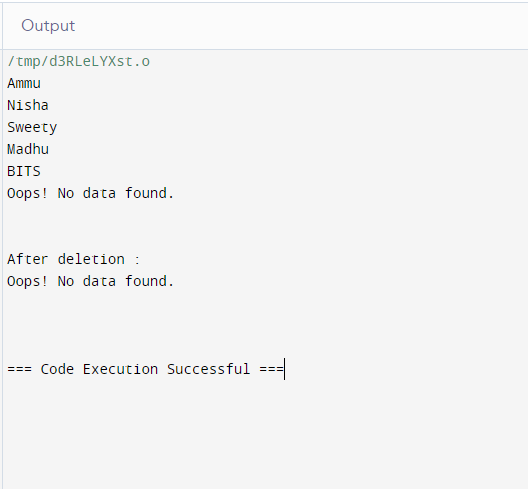 Output
/tmp/d3RLeLYXst.o
Ammu
Nisha
Sweety
Madhu
BITS
Oops! No data found.
After deletion :
Oops! No data found.
=== Code Execution Successful ===